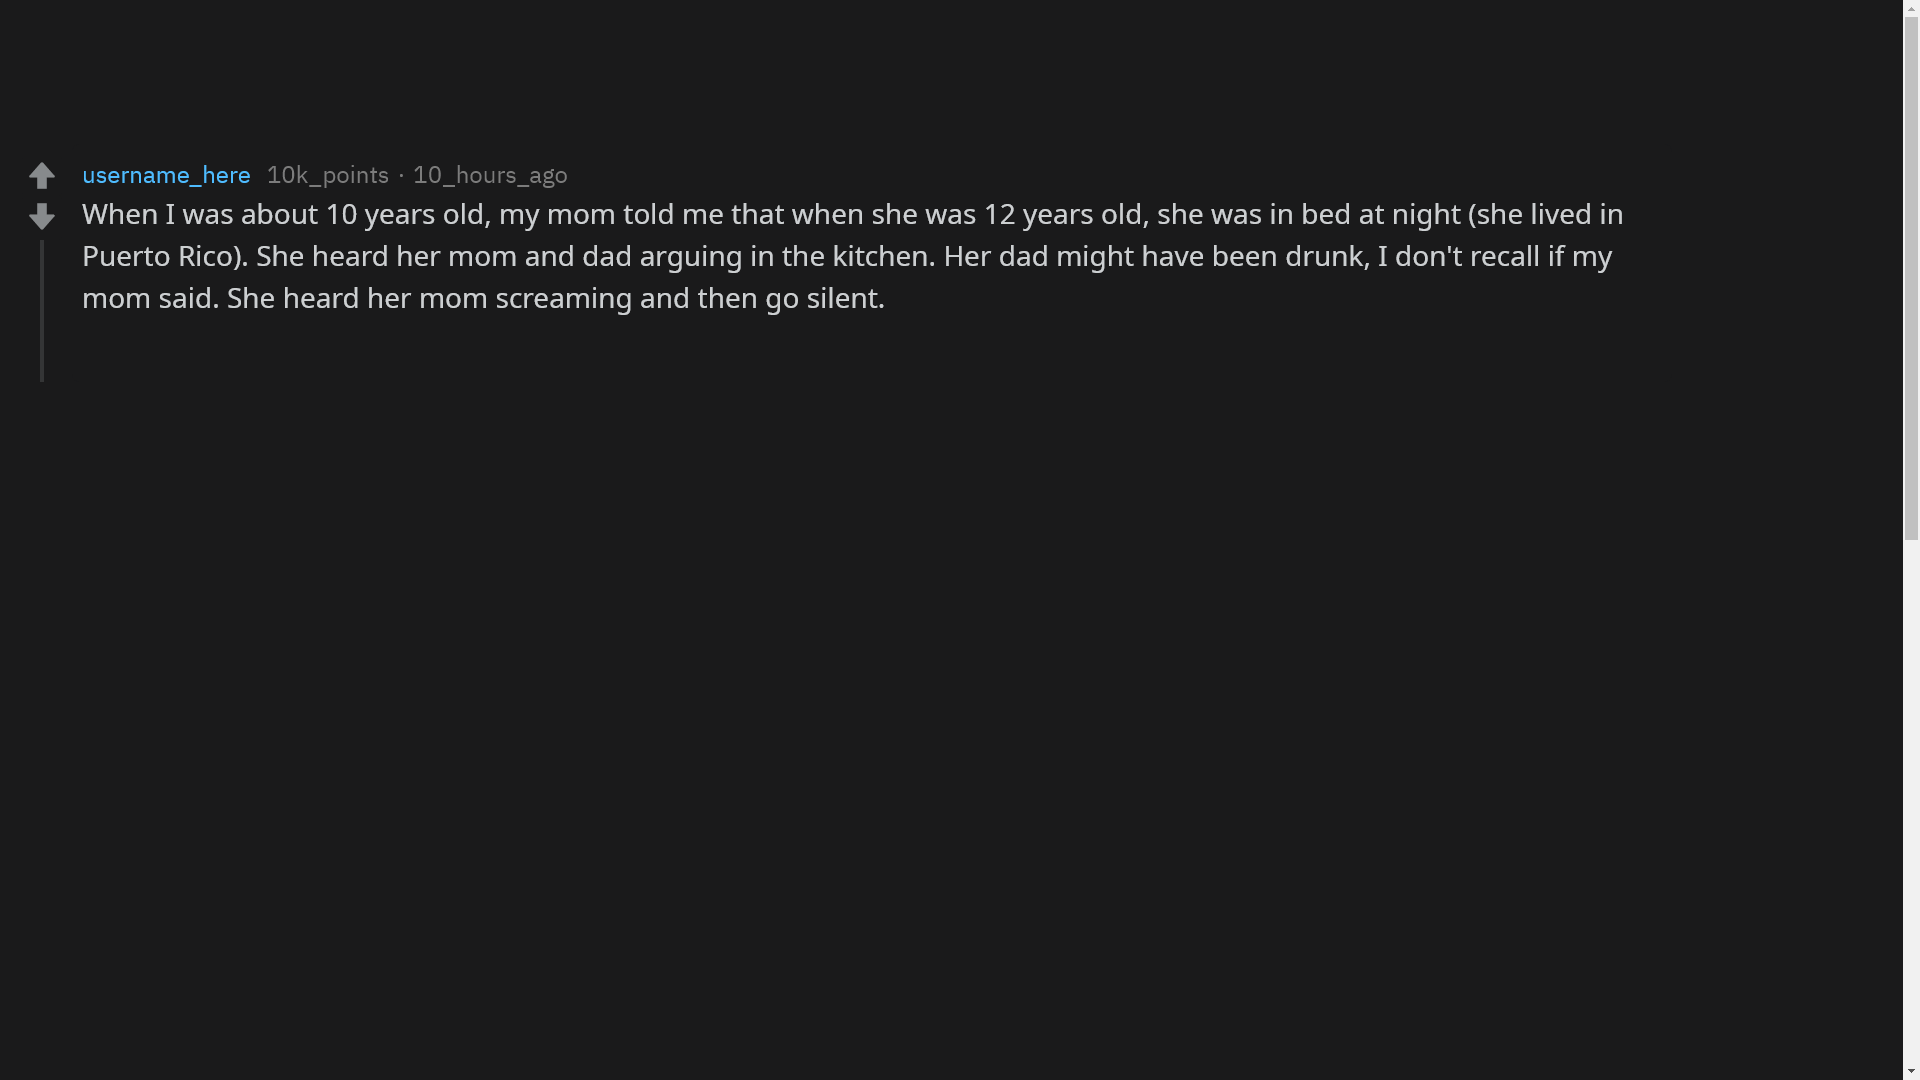 username_here 10k_points · 10_hours_ago
When I was about 10 years old, my mom told me that when she was 12 years old, she was in bed at night (she lived in
Puerto Rico). She heard her mom and dad arguing in the kitchen. Her dad might have been drunk, I don't recall if my
mom said. She heard her mom screaming and then go silent.